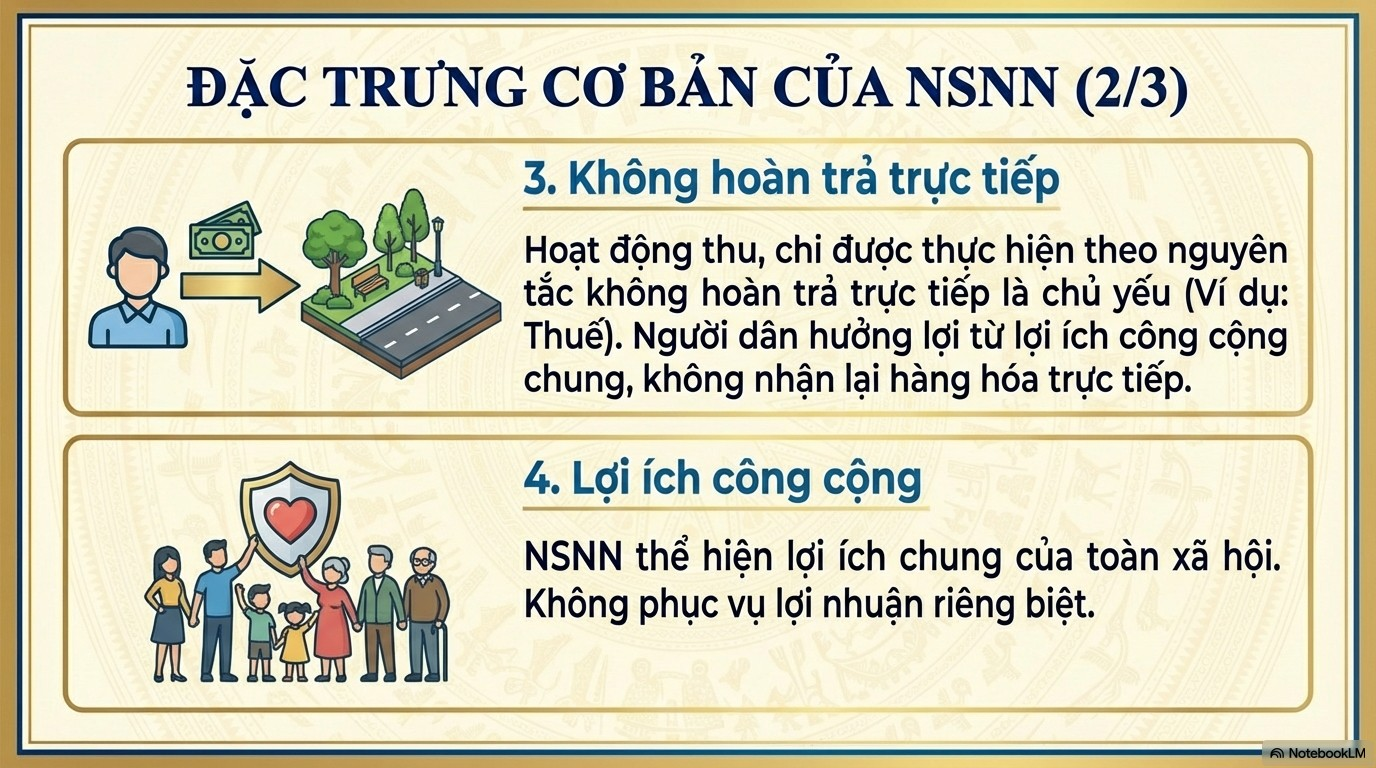 ĐẶC TRƯNG CƠ BẢN CỦA NSNN (2/3)
3. Không hoàn trả trực tiếp
Hoạt động thu, chi được thực hiện theo nguyên
tắc không hoàn trả trực tiếp là chủ yếu (Ví dụ:
Thuế). Người dân hưởng lợi từ lợi ích công cộng
chung, không nhận lại hàng hóa trực tiếp.
4. Lợi ích công cộng
NSNN thể hiện lợi ích chung của toàn xã hội.
Không phục vụ lợi nhuận riêng biệt.
NotebookLM